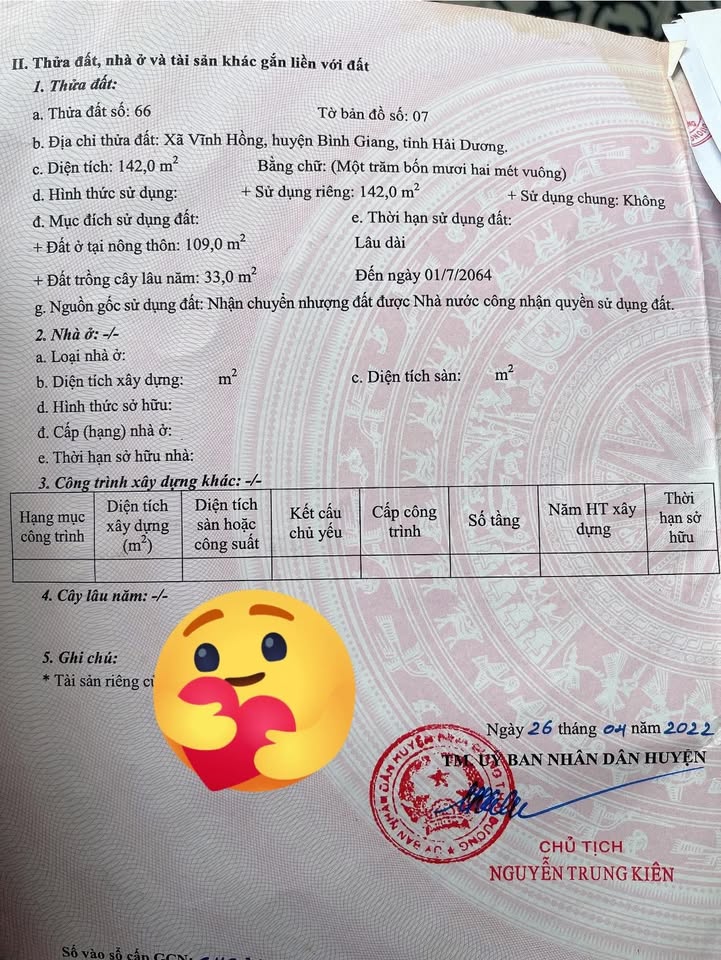 II. Thửa đất, nhà ở và tài sản khác gắn liền với đất
1. Thửa đất:
a. Thửa đất số: 66 Tờ bản đồ số: 07
b. Địa chỉ thửa đất: Xã Vĩnh Hồng, huyện Bình Giang, tỉnh Hải Dương.
c. Diện tích: 142,0 m² Bằng chữ: (Một trăm bốn mươi hai mét vuông)
d. Hình thức sử dụng: + Sử dụng riêng: 142,0 m² + Sử dụng chung: Không
đ. Mục đích sử dụng đất: e. Thời hạn sử dụng đất:
+ Đất ở tại nông thôn: 109,0 m² Lâu dài
+ Đất trồng cây lâu năm: 33,0 m² Đến ngày 01/7/2064
g. Nguồn gốc sử dụng đất: Nhận chuyển nhượng đất được Nhà nước công nhận quyền sử dụng đất.
2. Nhà ở: -/-
a. Loại nhà ở:
b. Diện tích xây dựng: m² c. Diện tích sàn: m²
d. Hình thức sở hữu:
đ. Cấp (hạng) nhà ở:
e. Thời hạn sở hữu nhà:
3. Công trình xây dựng khác: -/-
Hạng mục công trình
Diện tích xây dựng (m²)
Diện tích sàn hoặc công suất
Kết cấu chủ yếu
Cấp công trình
Số tầng
Năm HT xây dựng
Thời hạn sở hữu
4. Cây lâu năm: -/-
5. Ghi chú:
* Tài sản riêng
Ngày 26 tháng 04 năm 2022
TM. UỶ BAN NHÂN DÂN HUYỆN
CHỦ TỊCH
NGUYỄN TRUNG KIÊN
Số vào sổ cấp GCN: